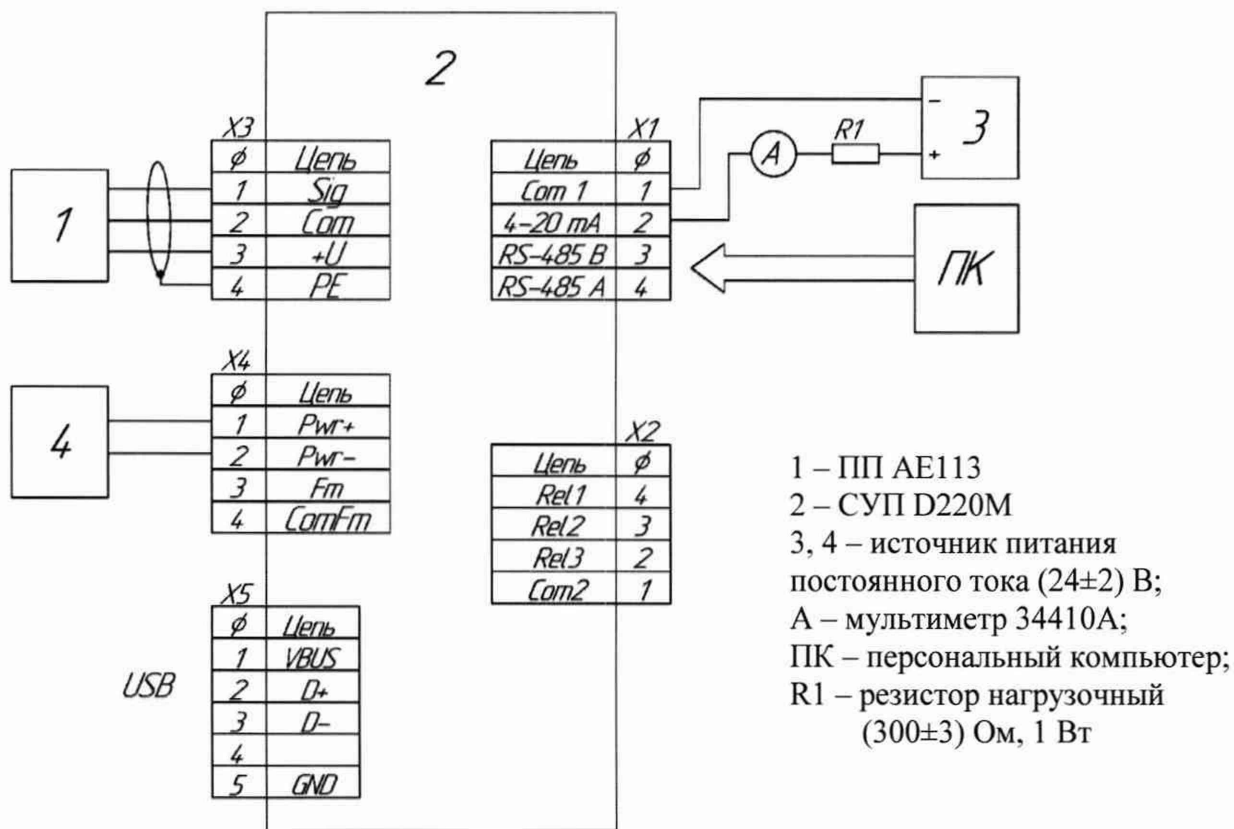 2
X3
ø Цепь
1 Sig
2 Com
3 +U
4 PE
1
X1
Цепь ø
Com 1 1
4-20 mA 2
RS-485 B 3
RS-485 A 4
A
R1
-
+
3
ПК
X4
ø Цепь
1 Pwr+
2 Pwr-
3 Fm
4 ComFm
4
X2
Цепь ø
Rel1 4
Rel2 3
Rel3 2
Com2 1
X5
ø Цепь
1 VBUS
2 D+
3 D-
4
5 GND
USB
1 – ПП АЕ113
2 – СУП D220M
3, 4 – источник питания
постоянного тока (24±2) В;
А – мультиметр 34410А;
ПК – персональный компьютер;
R1 – резистор нагрузочный
(300±3) Ом, 1 Вт